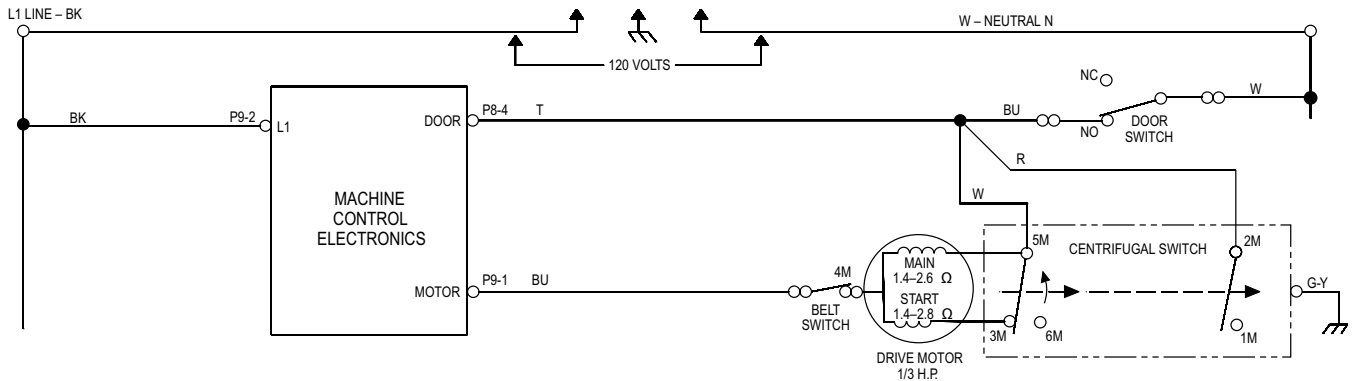 L1 LINE – BK
W – NEUTRAL N
120 VOLTS
NC
BK
P9-2
L1
DOOR
P8-4
T
BU
NO
W
DOOR
SWITCH
MACHINE
CONTROL
ELECTRONICS
R
W
5M
CENTRIFUGAL SWITCH
2M
MOTOR
P9-1
BU
4M
BELT
SWITCH
MAIN
1.4–2.6 Ω
START
1.4–2.8 Ω
3M
6M
1M
G-Y
DRIVE MOTOR
1/3 H.P.